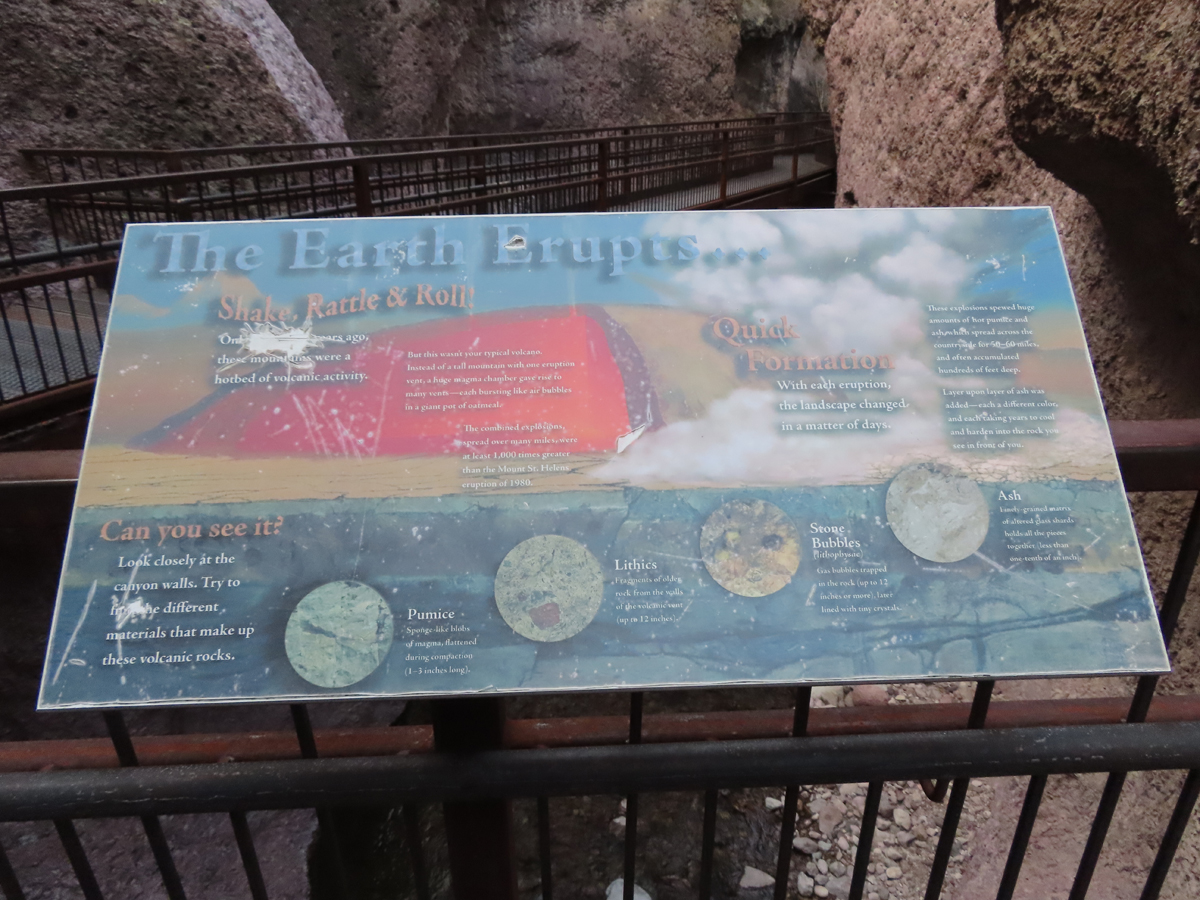 The Earth Erupts...
Shake, Rattle & Roll!
years ago,
these mountains were a
hotbed of volcanic activity.
But this wasn't your typical volcano.
Instead of a tall mountain with one eruption
vent, a huge magma chamber gave rise to
many vents—each bursting like air bubbles
in a giant pot of oatmeal.
The combined explosions,
spread over many miles, were
at least 1,000 times greater
than the Mount St. Helens
eruption of 1980.
Quick
Formation
With each eruption,
the landscape changed,
in a matter of days.
These explosions spewed huge
amounts of hot pumice and
ash, which spread across the
countryside for 50–60 miles,
and often accumulated
hundreds of feet deep.
Layer upon layer of ash was
added—each a different color,
and each taking years to cool
and harden into the rock you
see in front of you.
Can you see it?
Look closely at the
canyon walls. Try to
the different
materials that make up
these volcanic rocks.
Pumice
Sponge-like blobs
of magma, flattened
during compaction
(1–3 inches long).
Lithics
Fragments of older
rock from the walls
of the volcanic vent
(up to 12 inches).
Stone
Bubbles
(lithophysae)
Gas bubbles trapped
in the rock (up to 12
inches or more), later
lined with tiny crystals.
Ash
Finely-grained matrix
of altered glass shards
holds all the pieces
together (less than
one-tenth of an inch).